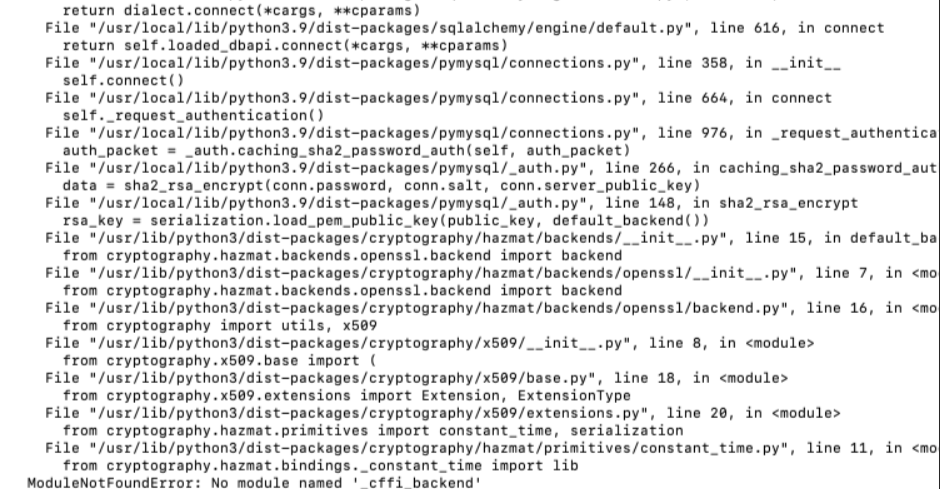 return dialect.connect(*cargs, **cparams)
File "/usr/local/lib/python3.9/dist-packages/sqlalchemy/engine/default.py", line 616, in connect
return self.loaded_dbapi.connect(*cargs, **cparams)
File "/usr/local/lib/python3.9/dist-packages/pymysql/connections.py", line 358, in __init__
self.connect()
File "/usr/local/lib/python3.9/dist-packages/pymysql/connections.py", line 664, in connect
self._request_authentication()
File "/usr/local/lib/python3.9/dist-packages/pymysql/connections.py", line 976, in _request_authentica
auth_packet = _auth.caching_sha2_password_auth(self, auth_packet)
File "/usr/local/lib/python3.9/dist-packages/pymysql/_auth.py", line 266, in caching_sha2_password_aut
data = sha2_rsa_encrypt(conn.password, conn.salt, conn.server_public_key)
File "/usr/local/lib/python3.9/dist-packages/pymysql/_auth.py", line 148, in sha2_rsa_encrypt
rsa_key = serialization.load_pem_public_key(public_key, default_backend())
File "/usr/lib/python3/dist-packages/cryptography/hazmat/backends/__init__.py", line 15, in default_ba
from cryptography.hazmat.backends.openssl.backend import backend
File "/usr/lib/python3/dist-packages/cryptography/hazmat/backends/openssl/__init__.py", line 7, in <mo
from cryptography.hazmat.backends.openssl.backend import backend
File "/usr/lib/python3/dist-packages/cryptography/hazmat/backends/openssl/backend.py", line 16, in <mo
from cryptography import utils, x509
File "/usr/lib/python3/dist-packages/cryptography/x509/__init__.py", line 8, in <module>
from cryptography.x509.base import (
File "/usr/lib/python3/dist-packages/cryptography/x509/base.py", line 18, in <module>
from cryptography.x509.extensions import Extension, ExtensionType
File "/usr/lib/python3/dist-packages/cryptography/x509/extensions.py", line 20, in <module>
from cryptography.hazmat.primitives import constant_time, serialization
File "/usr/lib/python3/dist-packages/cryptography/hazmat/primitives/constant_time.py", line 11, in <mo
from cryptography.hazmat.bindings._constant_time import lib
ModuleNotFoundError: No module named '_cffi_backend'